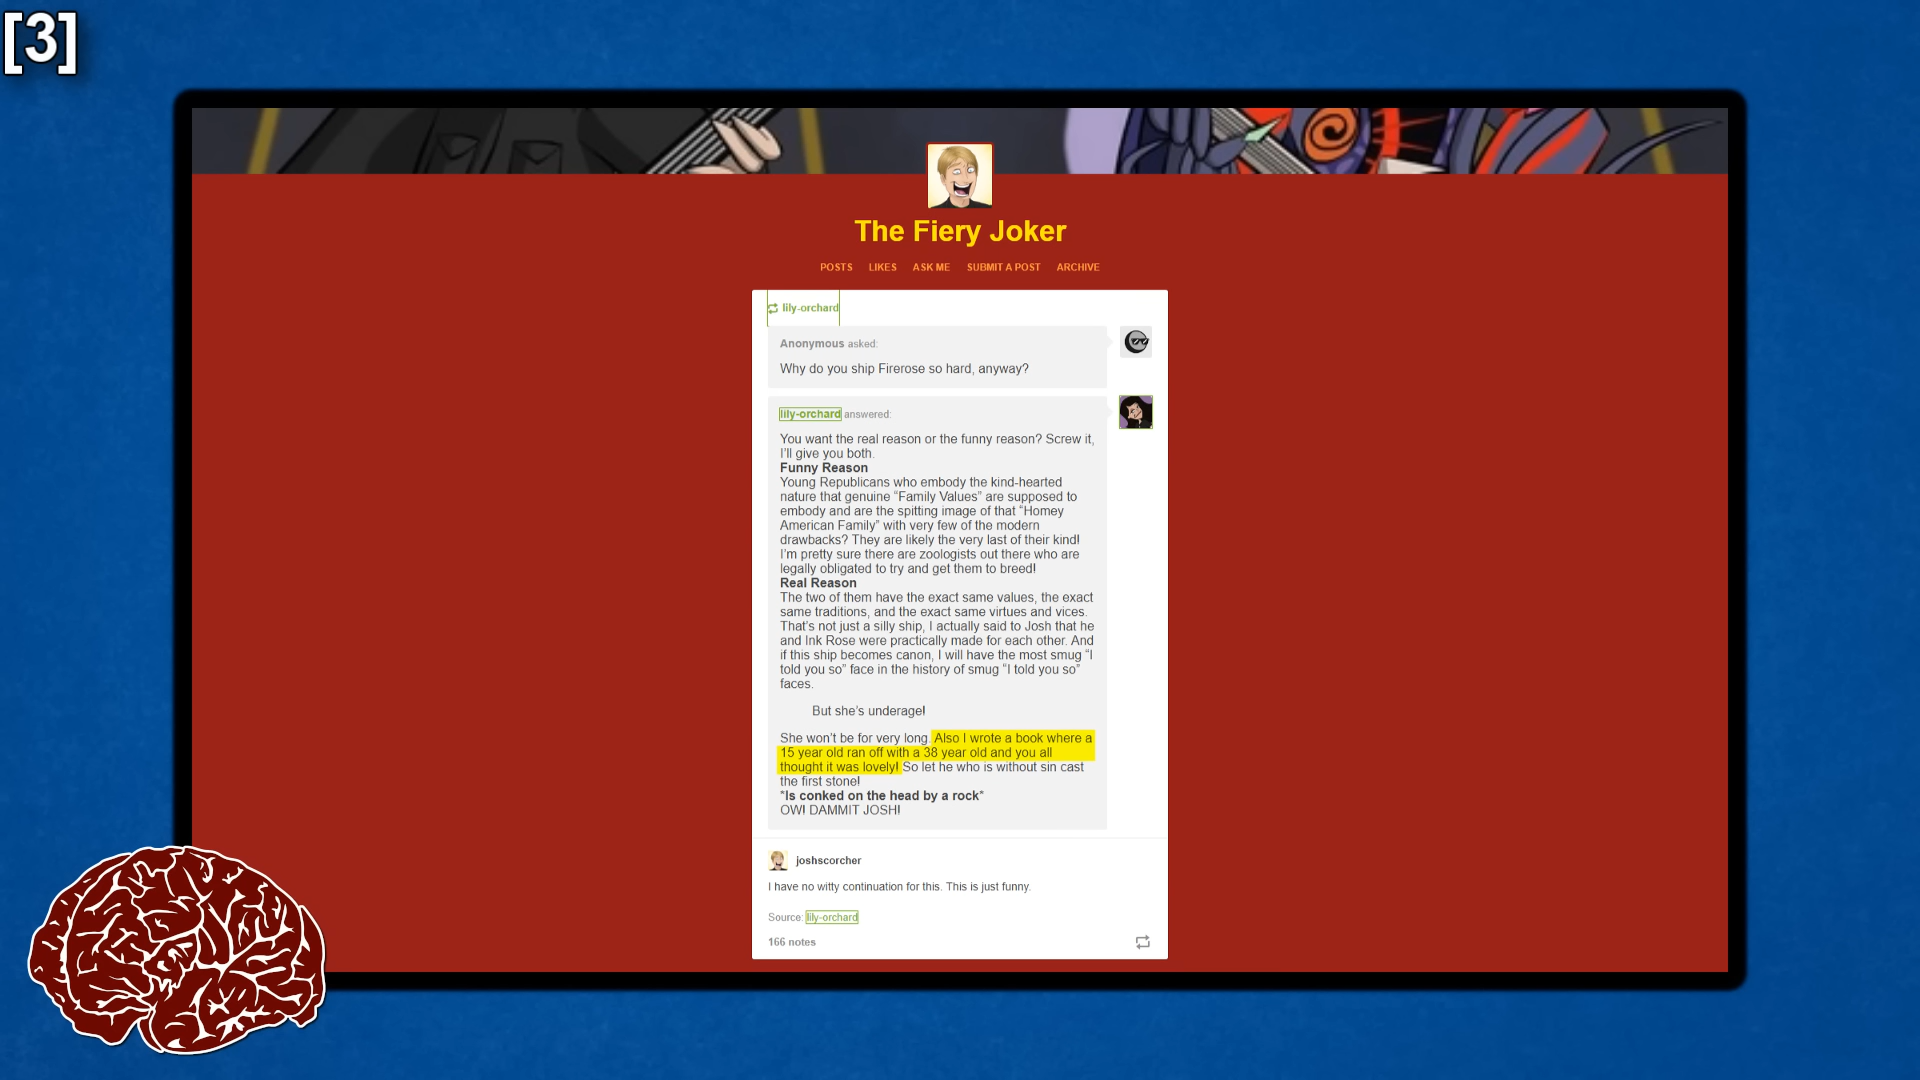 [3]
The Fiery Joker
POSTS LIKES ASK ME SUBMIT A POST ARCHIVE
lily-orchard
Anonymous asked:
Why do you ship Firerose so hard, anyway?
lily-orchard answered:
You want the real reason or the funny reason? Screw it,
I'll give you both.
Funny Reason
Young Republicans who embody the kind-hearted
nature that genuine “Family Values” are supposed to
embody and are the spitting image of that “Homey
American Family” with very few of the modern
drawbacks? They are likely the very last of their kind!
I'm pretty sure there are zoologists out there who are
legally obligated to try and get them to breed!
Real Reason
The two of them have the exact same values, the exact
same traditions, and the exact same virtues and vices.
That's not just a silly ship, I actually said to Josh that he
and Ink Rose were practically made for each other. And
if this ship becomes canon, I will have the most smug “I
told you so” face in the history of smug “I told you so”
faces.
But she's underage!
She won't be for very long. Also I wrote a book where a
15 year old ran off with a 38 year old and you all
thought it was lovely! So let he who is without sin cast
the first stone!
*Is conked on the head by a rock*
OW! DAMMIT JOSH!
joshscorcher
I have no witty continuation for this. This is just funny.
Source: lily-orchard
166 notes